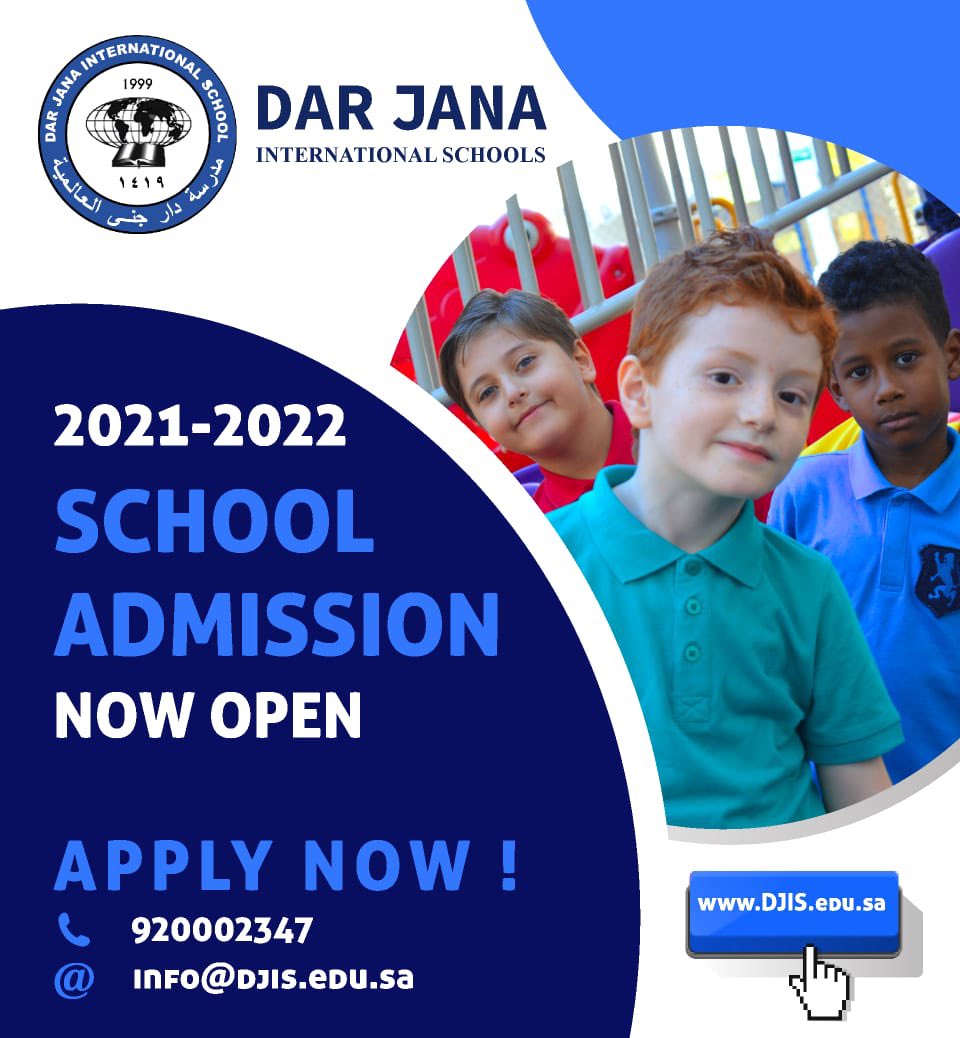 DAR JANA INTERNATIONAL SCHOOL
1999
١٤١٩
مدرسة دار جنى العالمية
DAR JANA
INTERNATIONAL SCHOOLS
2021-2022
SCHOOL
ADMISSION
NOW OPEN
APPLY NOW !
920002347
@ INFO@DJIS.EDU.SA
www.DJIS.EDU.SA